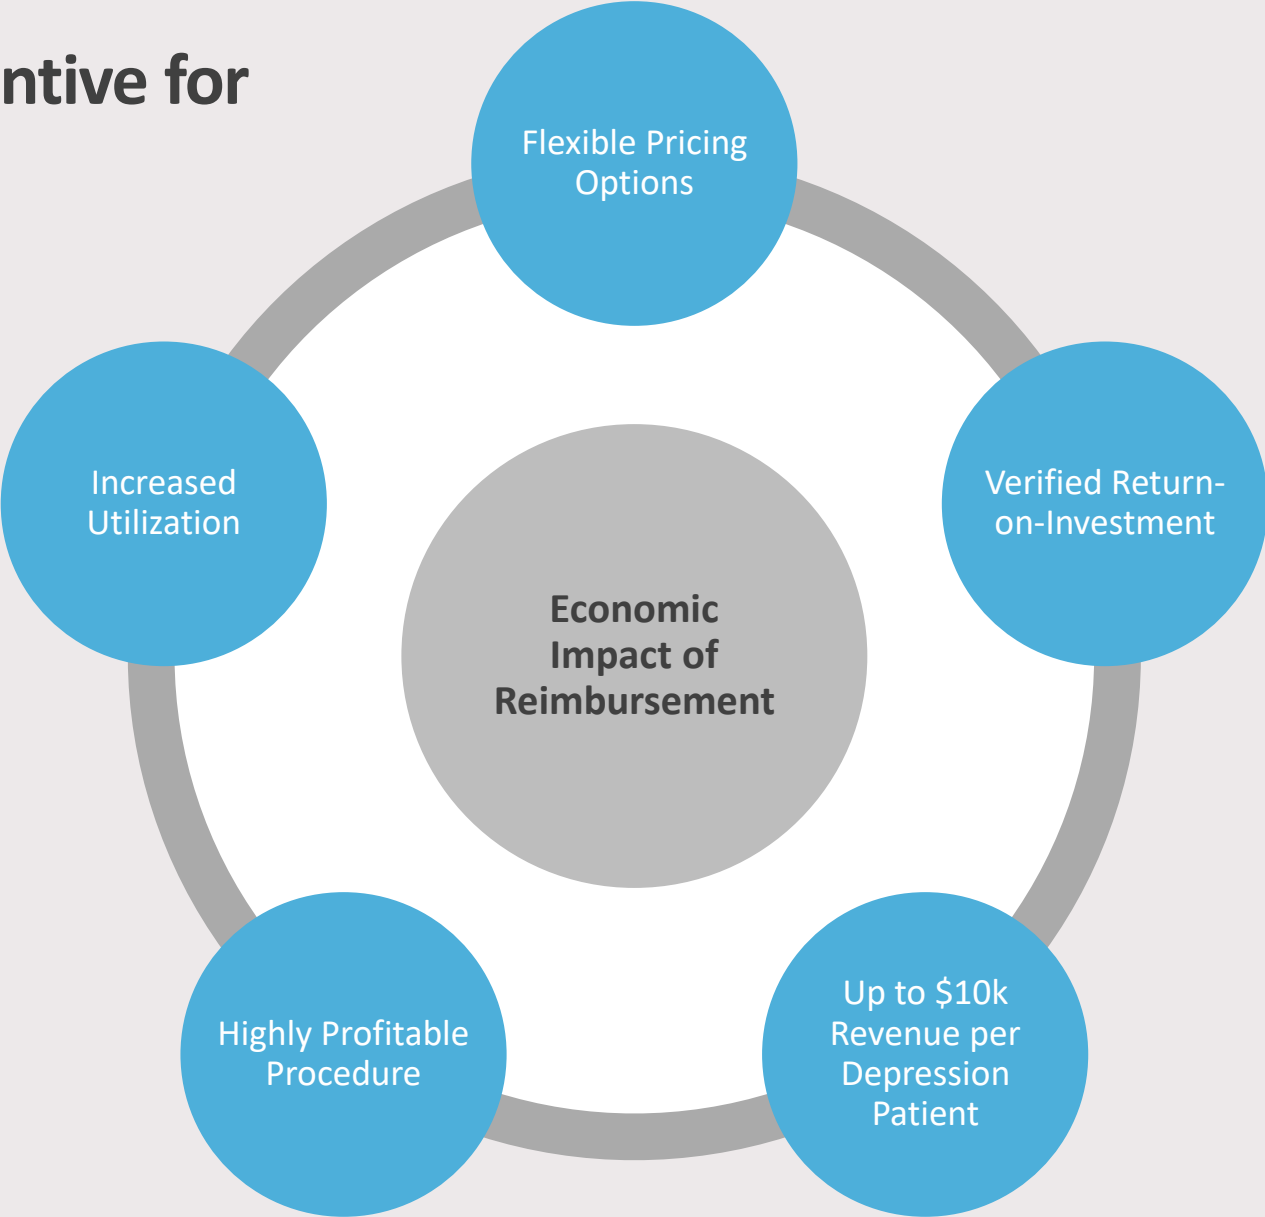 ntive for
Flexible Pricing
Options
Verified Return-
on-Investment
Up to $10k
Revenue per
Depression
Patient
Highly Profitable
Procedure
Increased
Utilization
Economic
Impact of
Reimbursement